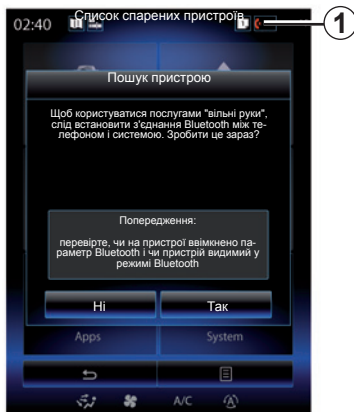 Список спарених пристроїв
02:40
1
Пошук пристрою
Щоб користуватися послугами "вільні руки",
слід встановити з'єднання Bluetooth між те-
лефоном і системою. Зробити це зараз?
Попередження:
перевірте, чи на пристрої ввімкнено па-
раметр Bluetooth і чи пристрій видимий у
режимі Bluetooth
Ні Так
Apps System
A/C